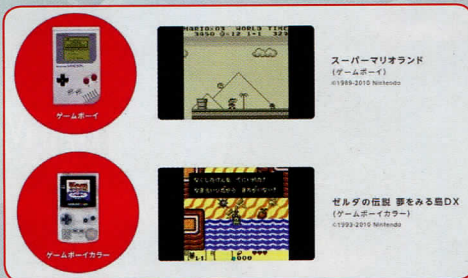 MARIO×03 WORLD TIME
3850 ⓪×12 1-1 323
スーパーマリオランド
(ゲームボーイ)
©1989-2010 Nintendo
ゲームボーイ
ゼルダの伝説 夢をみる島DX
(ゲームボーイカラー)
©1993-2010 Nintendo
ゲームボーイカラー